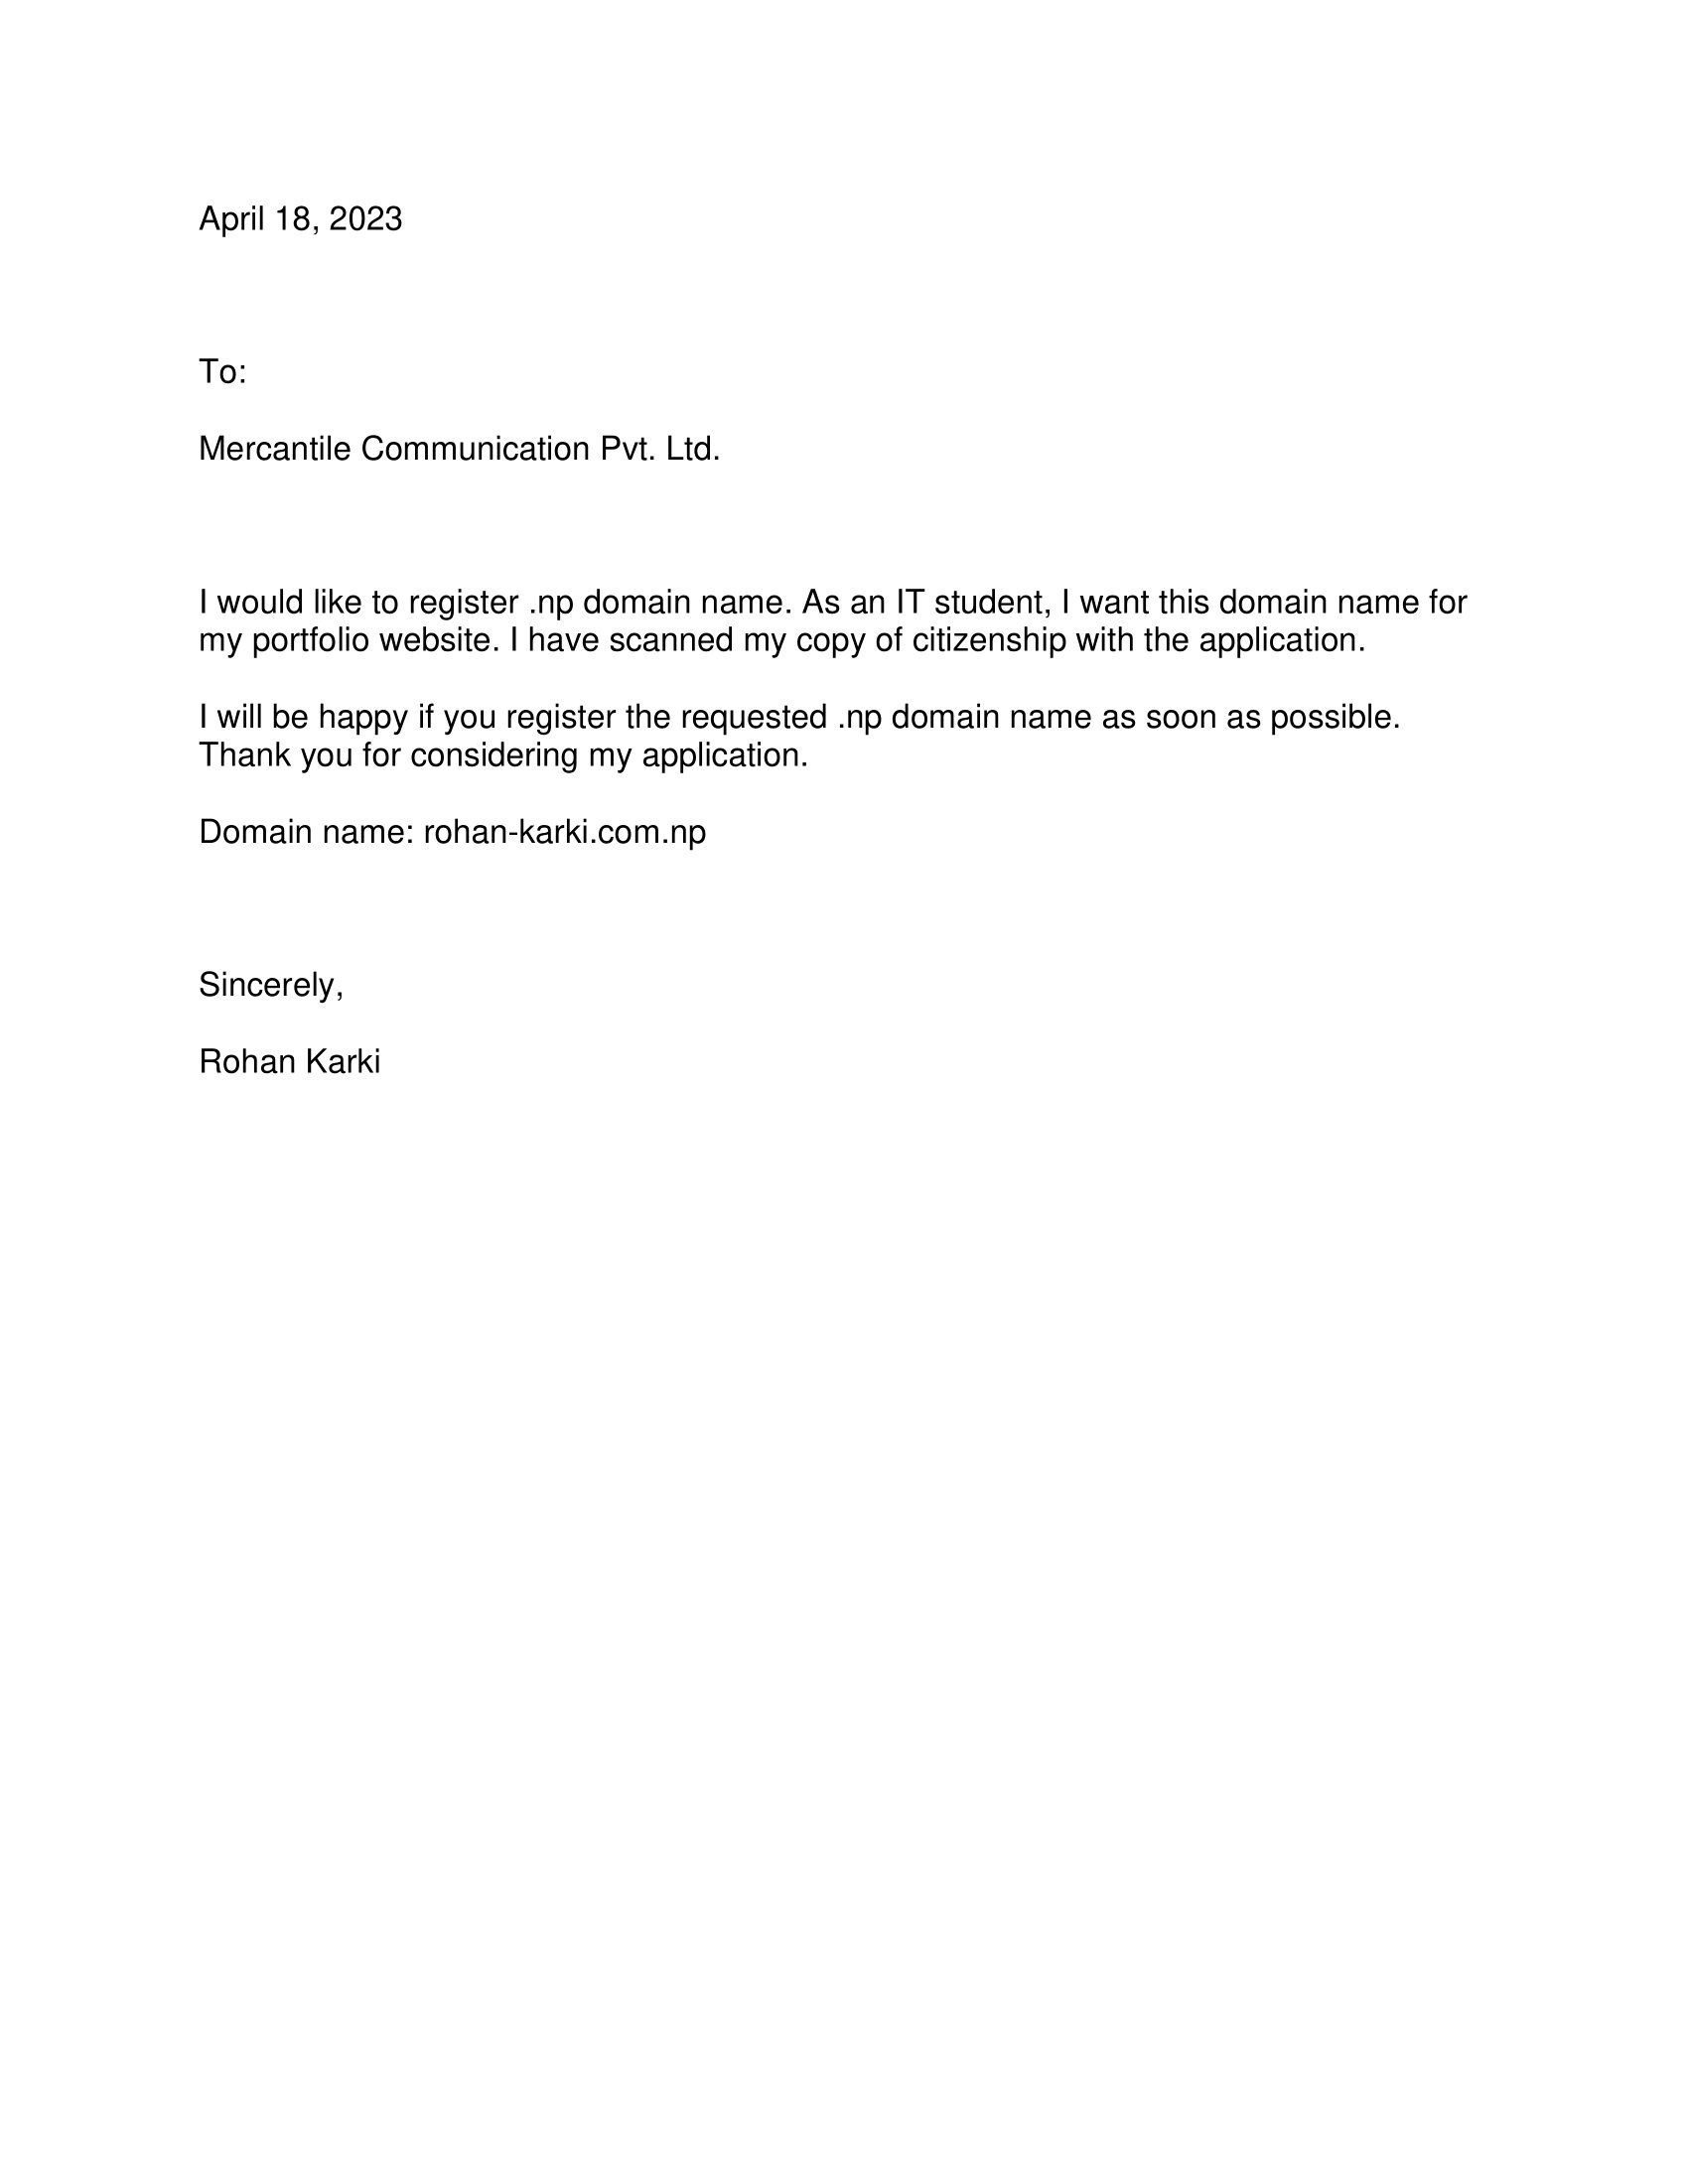 April 18, 2023
To:
Mercantile Communication Pvt. Ltd.
I would like to register .np domain name. As an IT student, I want this domain name for
my portfolio website. I have scanned my copy of citizenship with the application.
I will be happy if you register the requested .np domain name as soon as possible.
Thank you for considering my application.
Domain name: rohan-karki.com.np
Sincerely,
Rohan Karki